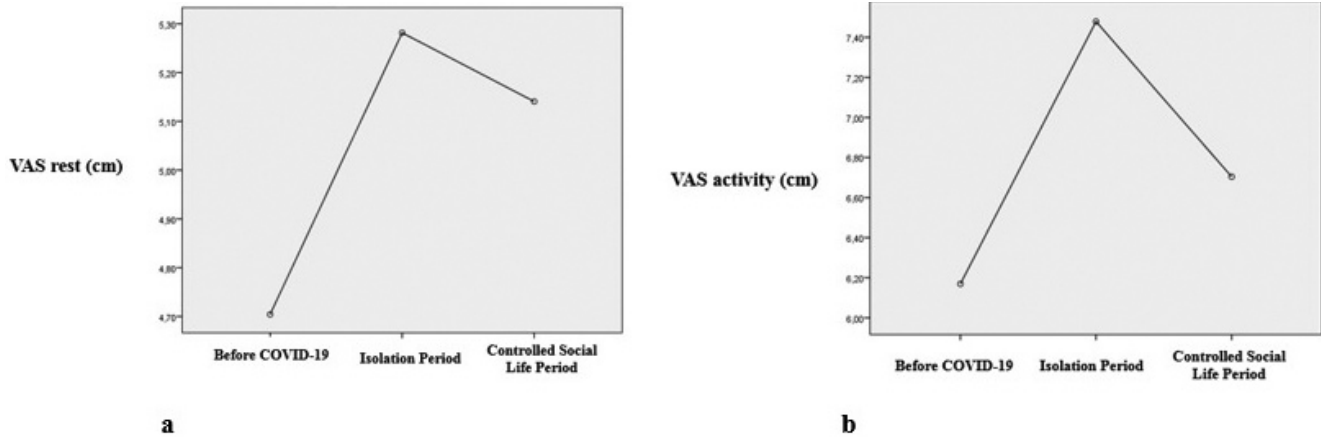 VAS rest (cm)
5,30
5,20
5,10
5,00
4,90
4,80
4,70
Before COVID-19
Isolation Period
Controlled Social
Life Period
a
VAS activity (cm)
7,40
7,20
7,00
6,80
6,60
6,40
6,20
6,00
Before COVID-19
Isolation Period
Controlled Social
Life Period
b